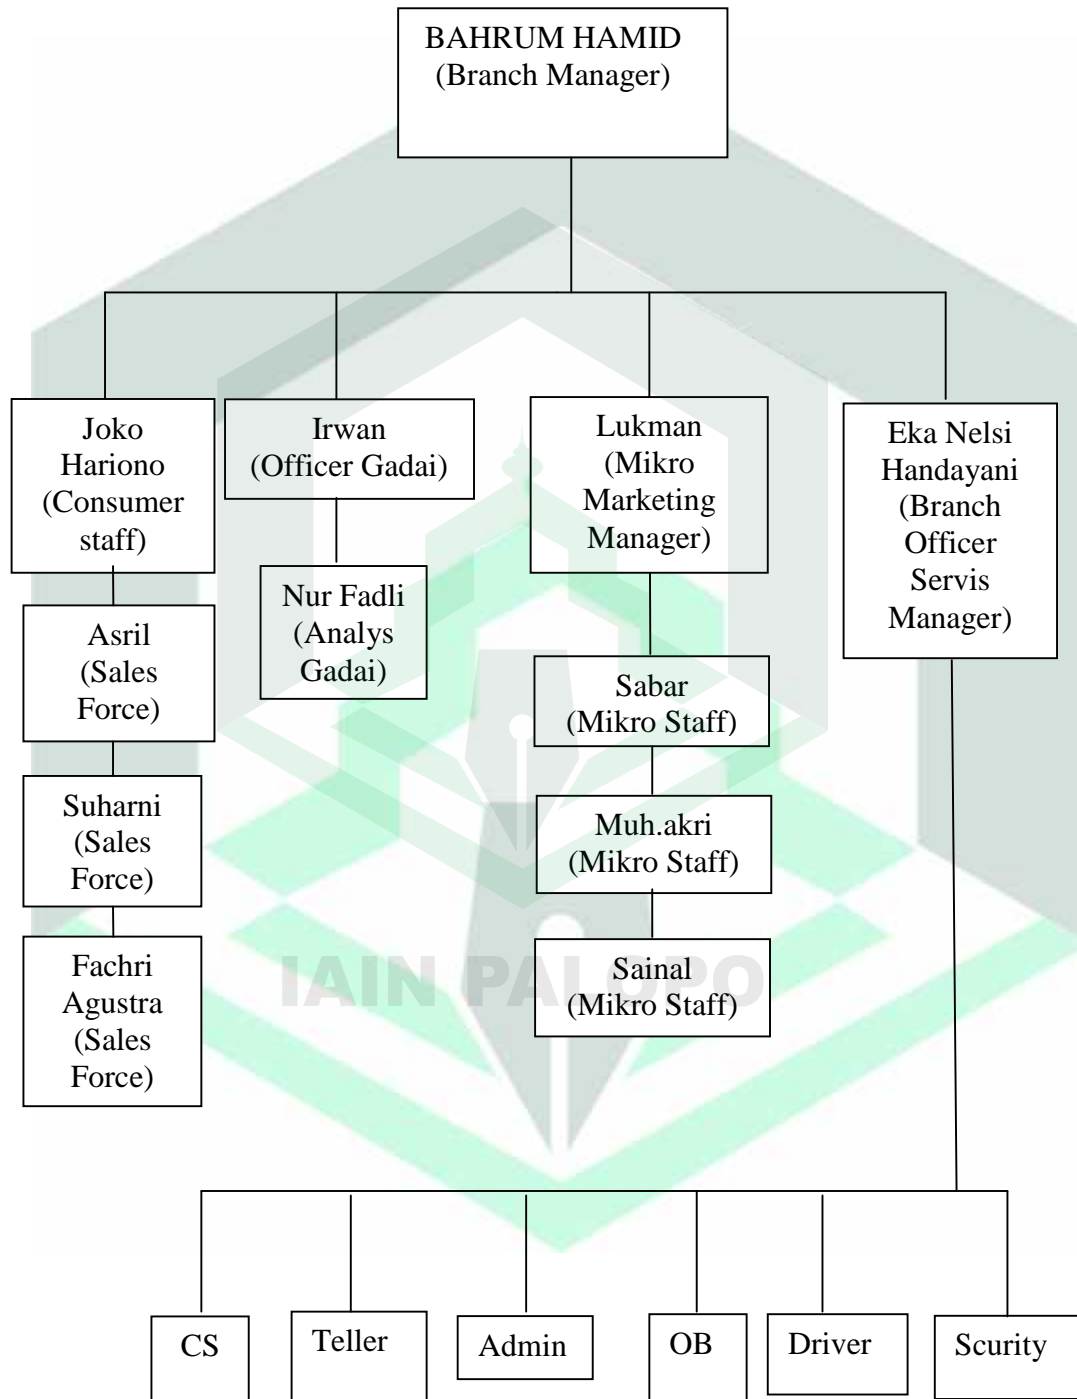 BAHRUM HAMID
(Branch Manager)
Joko
Hariono
(Consumer
staff)
Irwan
(Officer Gadai)
Lukman
(Mikro
Marketing
Manager)
Eka Nelsi
Handayani
(Branch
Officer
Servis
Manager)
Asril
(Sales
Force)
Nur Fadli
(Analys
Gadai)
Sabar
(Mikro Staff)
Suharni
(Sales
Force)
Muh.akri
(Mikro Staff)
Fachri
Agustra
(Sales
Force)
Sainal
(Mikro Staff)
IAIN PALOPO
CS
Teller
Admin
OB
Driver
Scurity